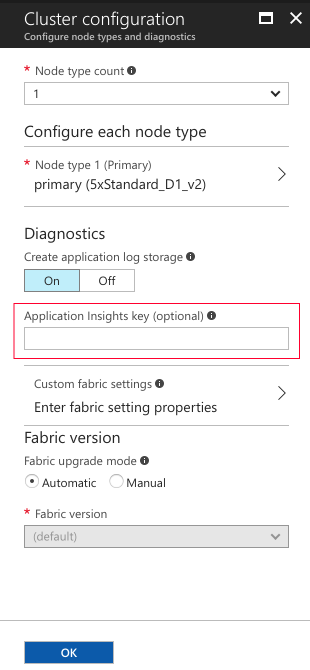 Cluster configuration
Configure node types and diagnostics
* Node type count
1
Configure each node type
* Node type 1 (Primary)
primary (5xStandard_D1_v2)
Diagnostics
Create application log storage
On Off
Application Insights key (optional)
Custom fabric settings
Enter fabric setting properties
Fabric version
Fabric upgrade mode
Automatic Manual
* Fabric version
(default)
OK